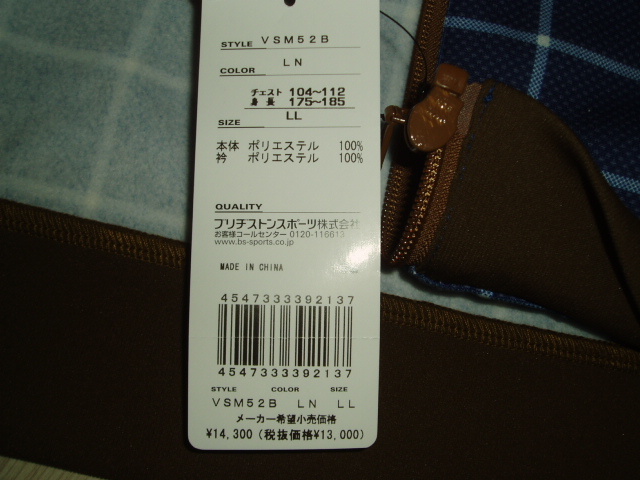 STYLE VSM52B
COLOR LN
チェスト 104~112
身長 175~185
SIZE LL
本体 ポリエステル 100%
衿 ポリエステル 100%
QUALITY
ブリヂストンスポーツ株式会社
お客様コールセンター 0120-116613
www.bs-sports.co.jp
MADE IN CHINA
4547333392137
4547333392137
STYLE COLOR SIZE
VSM52B LN LL
メーカー希望小売価格
¥14,300 (税抜価格¥13,000)